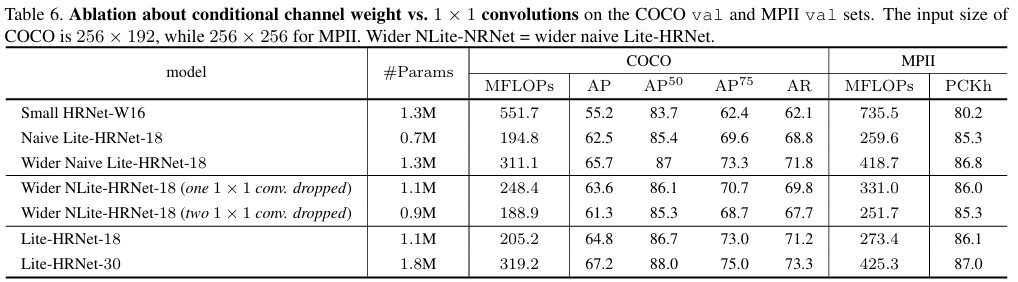 Table 6. Ablation about conditional channel weight vs. 1 × 1 convolutions on the COCO val and MPII val sets. The input size of
COCO is 256 × 192, while 256 × 256 for MPII. Wider NLite-NRNet = wider naive Lite-HRNet.
model #Params COCO MPII
MFLOPs AP AP^50 AP^75 AR MFLOPs PCKh
Small HRNet-W16 1.3M 551.7 55.2 83.7 62.4 62.1 735.5 80.2
Naive Lite-HRNet-18 0.7M 194.8 62.5 85.4 69.6 68.8 259.6 85.3
Wider Naive Lite-HRNet-18 1.3M 311.1 65.7 87 73.3 71.8 418.7 86.8
Wider NLite-HRNet-18 (one 1 × 1 conv. dropped) 1.1M 248.4 63.6 86.1 70.7 69.8 331.0 86.0
Wider NLite-HRNet-18 (two 1 × 1 conv. dropped) 0.9M 188.9 61.3 85.3 68.7 67.7 251.7 85.3
Lite-HRNet-18 1.1M 205.2 64.8 86.7 73.0 71.2 273.4 86.1
Lite-HRNet-30 1.8M 319.2 67.2 88.0 75.0 73.3 425.3 87.0